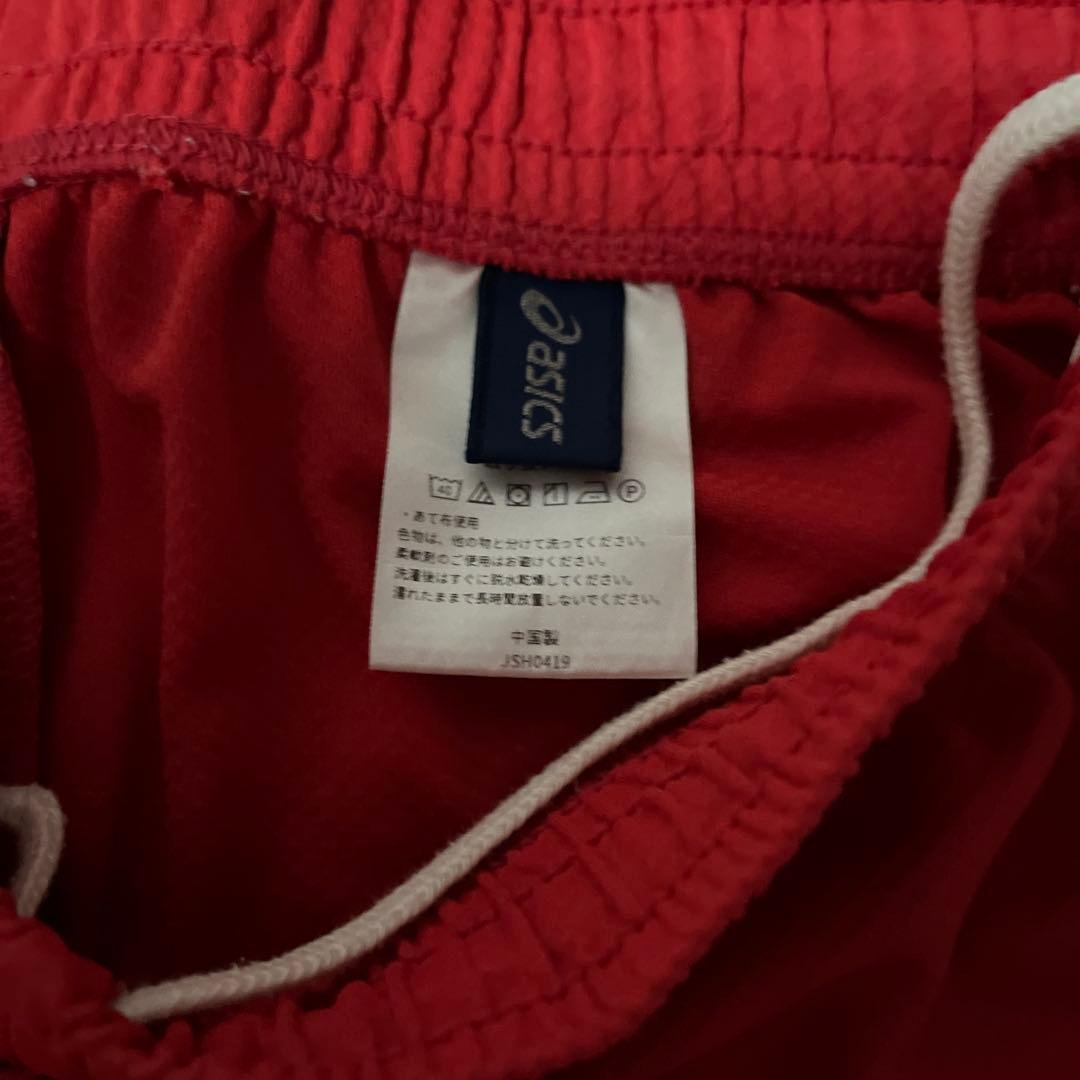 asics
40 P
・あて布使用
色物は、他の物と分けて洗ってください。
柔軟剤のご使用はお避けください。
洗濯後はすぐに脱水乾燥してください。
濡れたままで長時間放置しないでください。
中国製
JSH0419